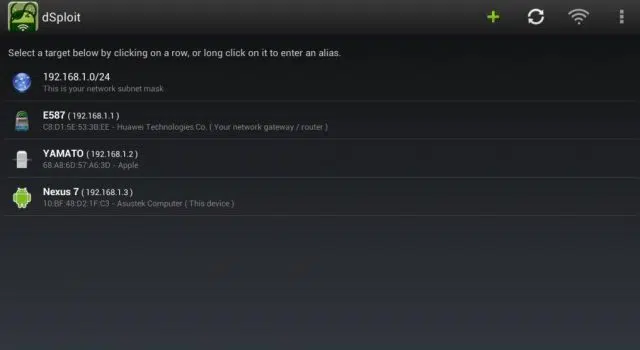 dSploit
Select a target below by clicking on a row, or long click on it to enter an alias.
192.168.1.0/24
This is your network subnet mask
E587 ( 192.168.1.1 )
C8:D1:5E:53:3B:EE - Huawei Technologies Co. ( Your network gateway / router )
YAMATO ( 192.168.1.2 )
68:A8:6D:57:A6:3D - Apple
Nexus 7 ( 192.168.1.3 )
10:BF:48:D2:1F:C3 - Asustek Computer ( This device )